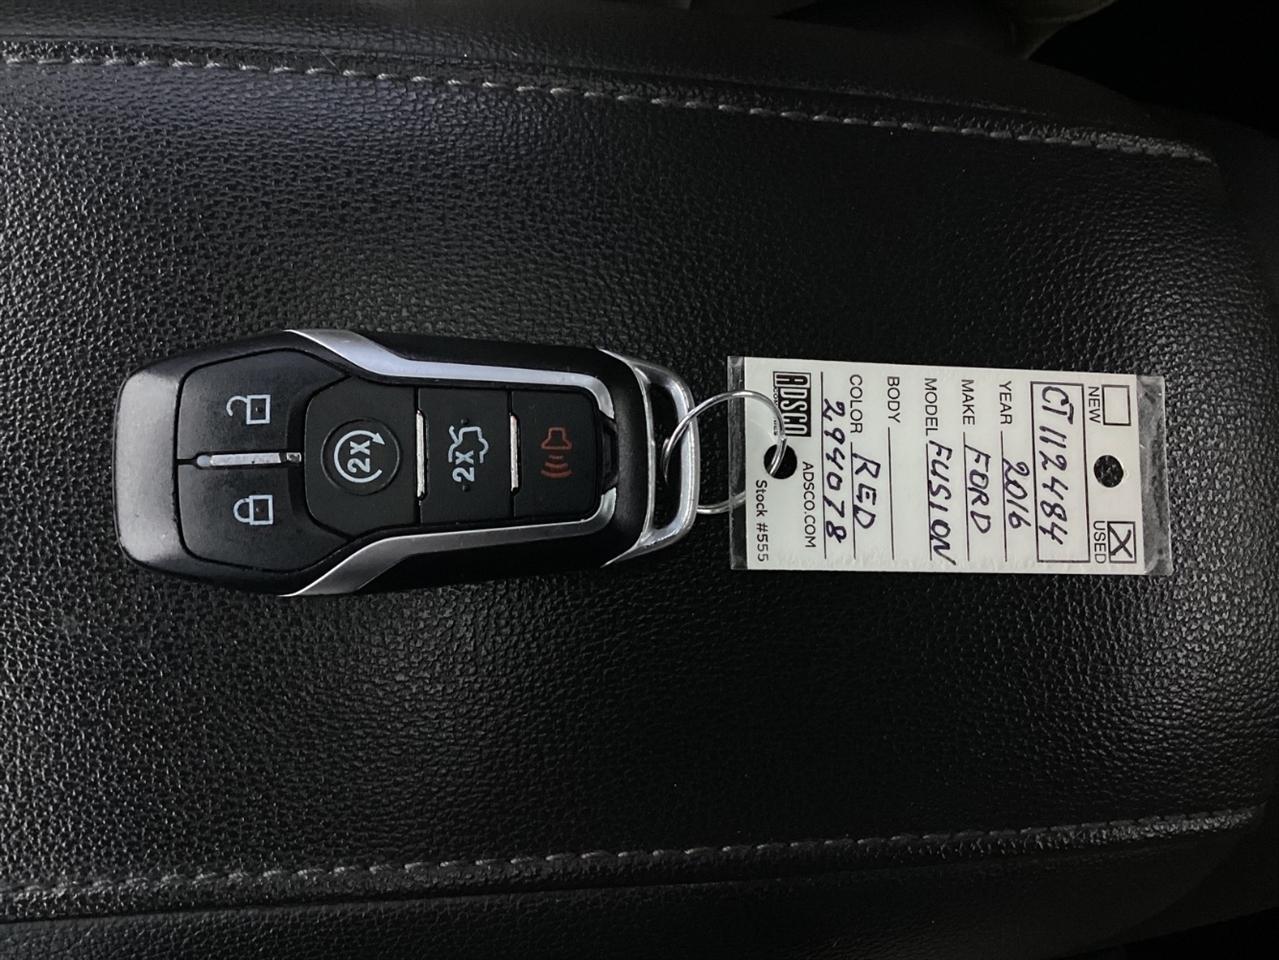 2X
2X
NEW
USED
X
CT112484
YEAR 2016
MAKE FORD
MODEL FUSION
BODY
COLOR RED
2994078
ADSCO
ADSCO.COM
Stock #555